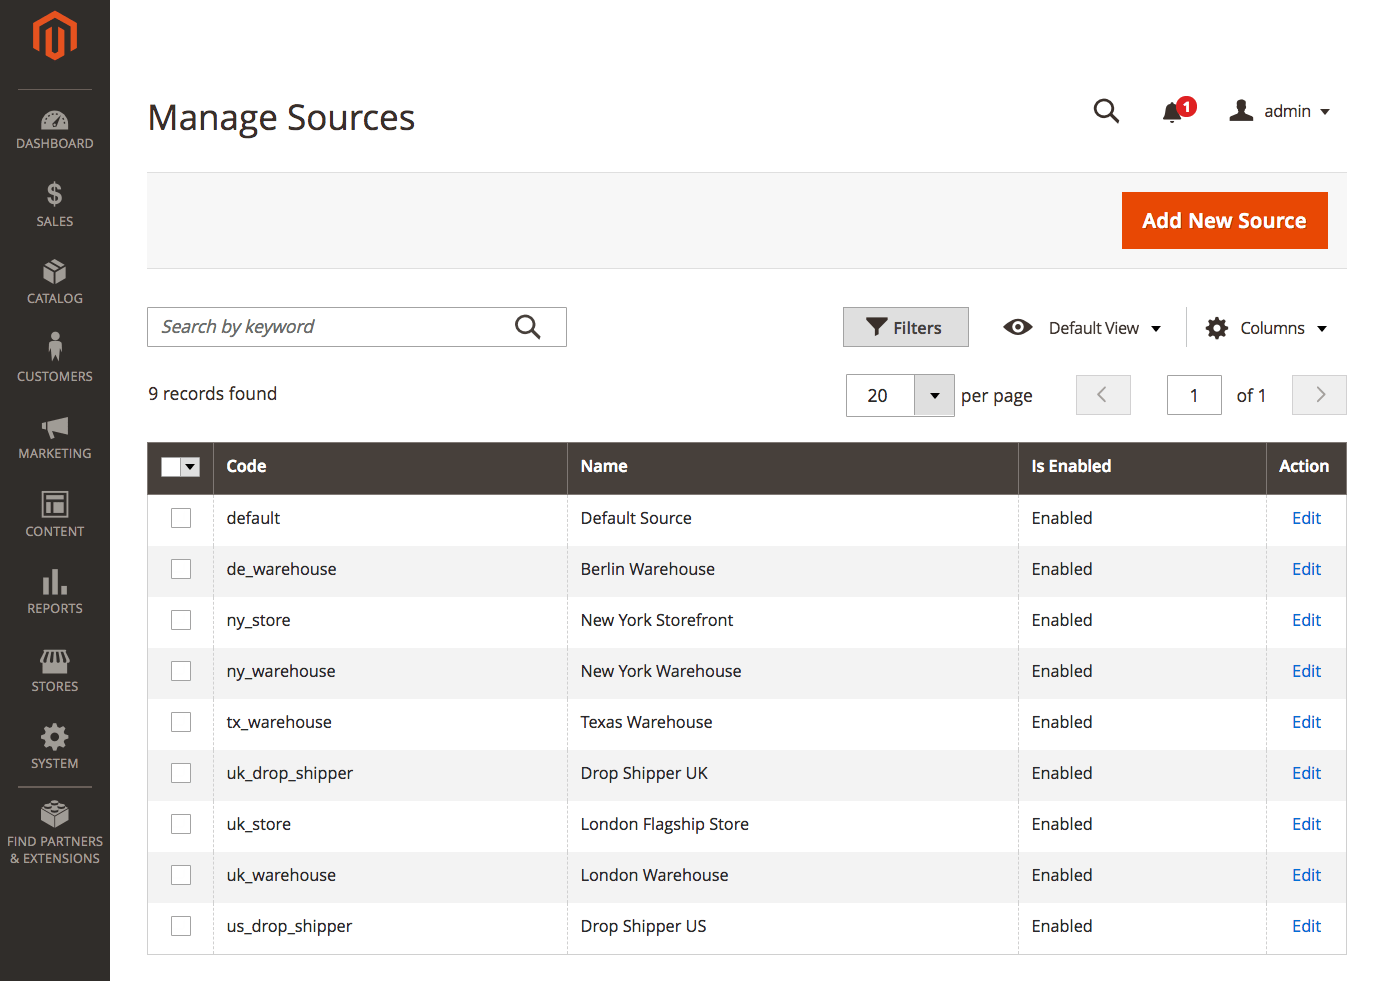 DASHBOARD
SALES
CATALOG
CUSTOMERS
MARKETING
CONTENT
REPORTS
STORES
SYSTEM
FIND PARTNERS
& EXTENSIONS
Manage Sources
1
admin
Add New Source
Search by keyword
Filters
Default View
Columns
9 records found
20 per page
1 of 1
Code Name Is Enabled Action
default Default Source Enabled Edit
de_warehouse Berlin Warehouse Enabled Edit
ny_store New York Storefront Enabled Edit
ny_warehouse New York Warehouse Enabled Edit
tx_warehouse Texas Warehouse Enabled Edit
uk_drop_shipper Drop Shipper UK Enabled Edit
uk_store London Flagship Store Enabled Edit
uk_warehouse London Warehouse Enabled Edit
us_drop_shipper Drop Shipper US Enabled Edit